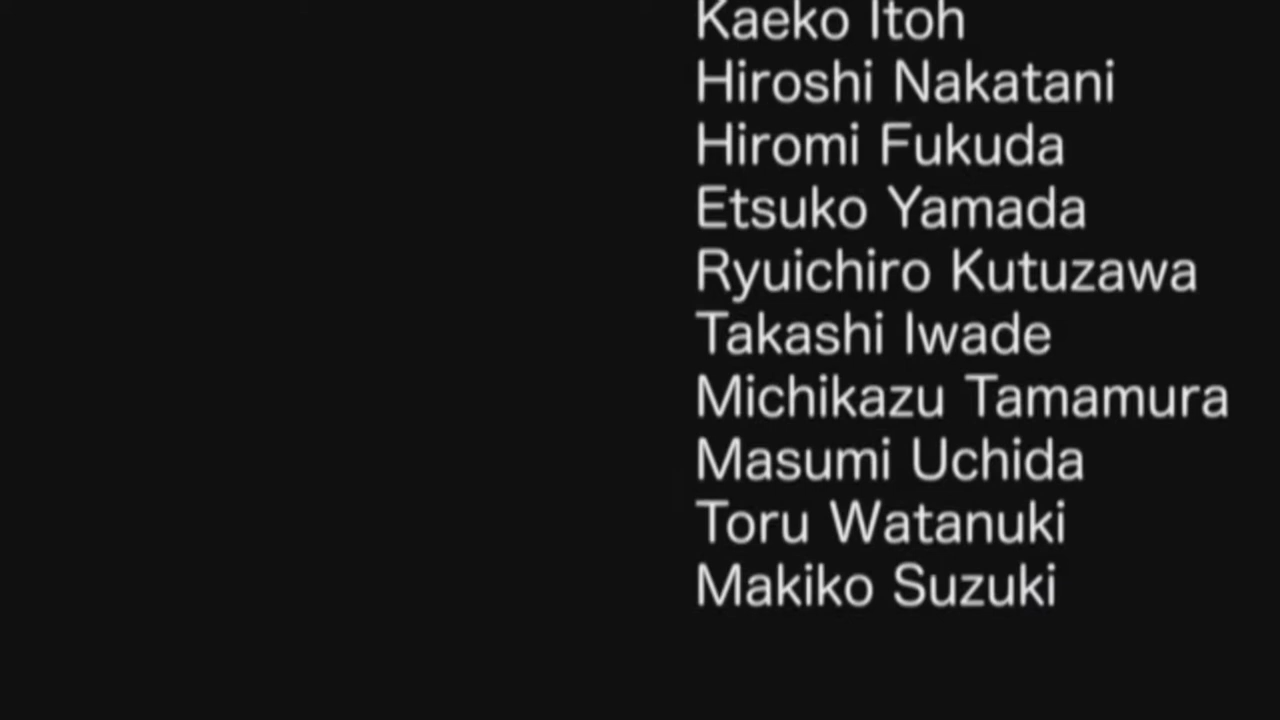 Kaeko Itoh
Hiroshi Nakatani
Hiromi Fukuda
Etsuko Yamada
Ryuichiro Kutuzawa
Takashi Iwade
Michikazu Tamamura
Masumi Uchida
Toru Watanuki
Makiko Suzuki